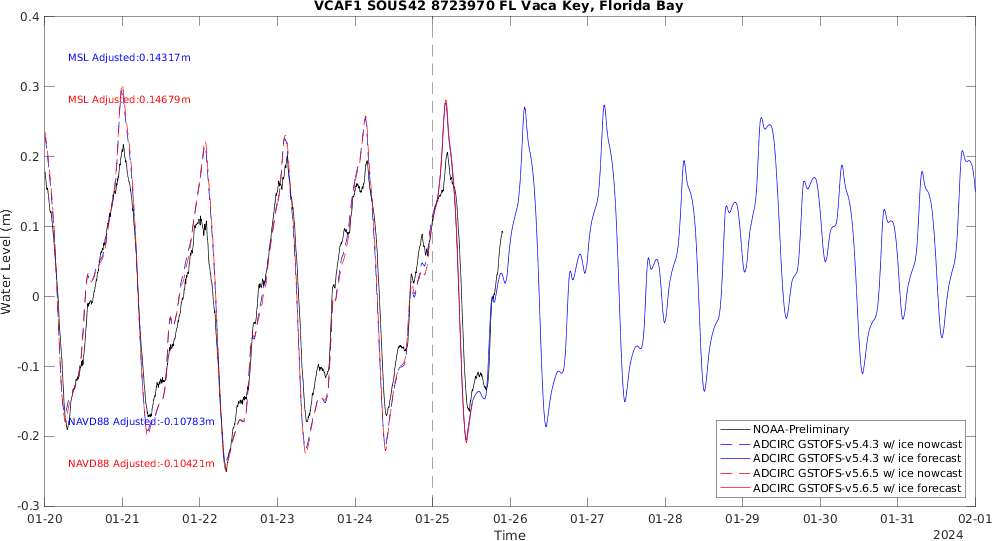 VCAF1 SOUS42 8723970 FL Vaca Key, Florida Bay
0.4
0.3
0.2
0.1
0
-0.1
-0.2
-0.3
Water Level (m)
MSL Adjusted:0.14317m
MSL Adjusted:0.14679m
NAVD88 Adjusted:-0.10783m
NAVD88 Adjusted:-0.10421m
NOAA-Preliminary
ADCIRC GSTOFS-v5.4.3 w/ ice nowcast
ADCIRC GSTOFS-v5.4.3 w/ ice forecast
ADCIRC GSTOFS-v5.6.5 w/ ice nowcast
ADCIRC GSTOFS-v5.6.5 w/ ice forecast
01-20 01-21 01-22 01-23 01-24 01-25 01-26 01-27 01-28 01-29 01-30 01-31 02-01
Time
2024